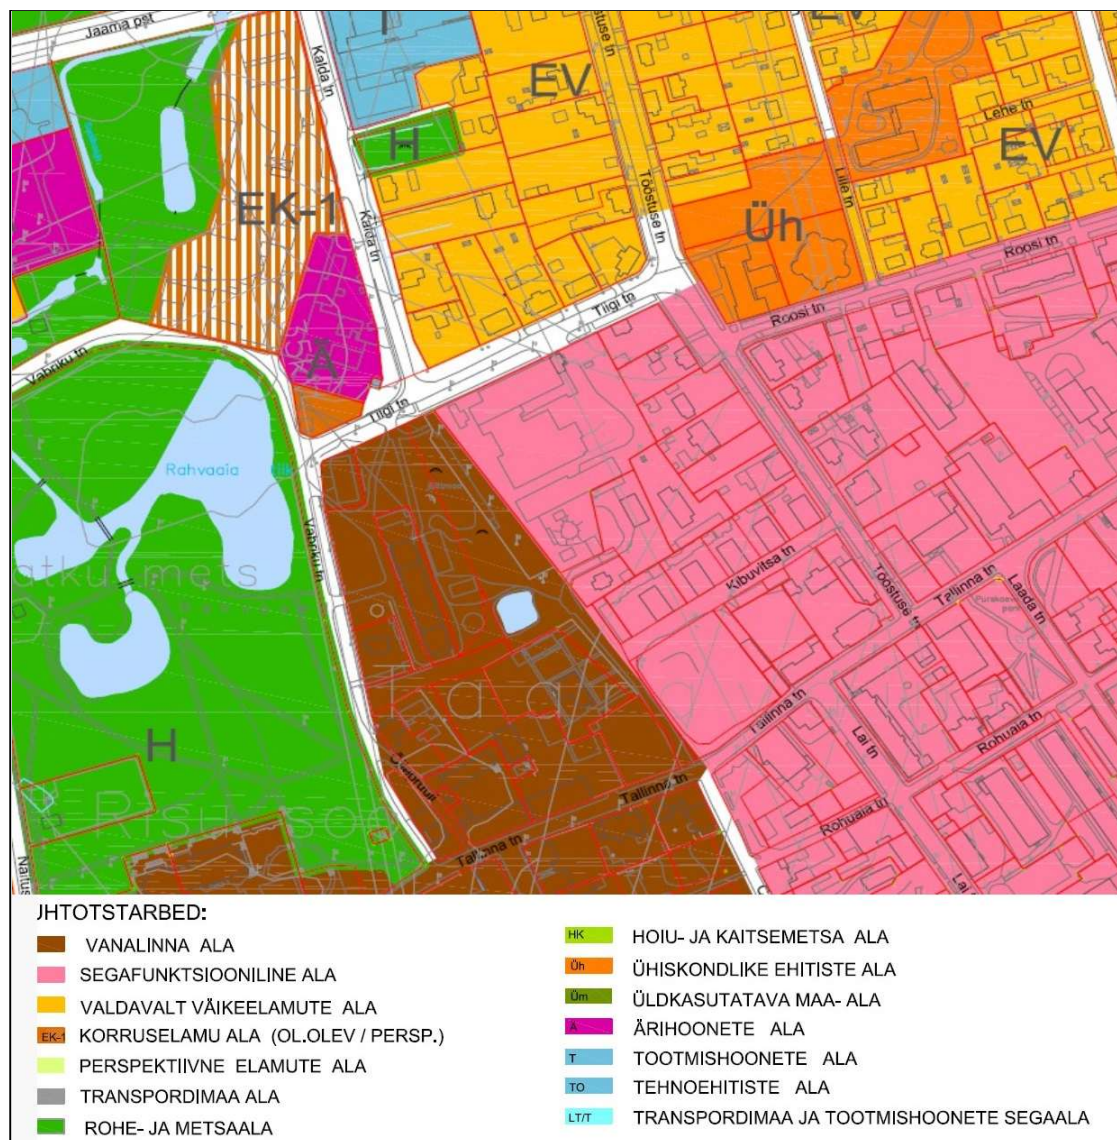 Jaama pst
T
Kalda tn
EV
Tööstuse tn
Lehe tn
EV
H
EK-1
Kalda tn
Tööstuse tn
Lille tn
Üh
Roosi tn
Tiigi tn
Roosi tn
Vabriku tn
Ä
Tiigi tn
Rahvaaia tiik
Vabriku tn
Kibuvitsa tn
Tööstuse tn
Tallinna tn
Laada tn
Tallinna tn
Lai tn
Rohuaia tn
H
Tallinna tn
Rohuaia tn
Tallinna tn
Lai tn
ÜHTOTSTARBED:
VANALINNA ALA
SEGAFUNKTSIOONILINE ALA
VALDAVALT VÄIKEELAMUTE ALA
EK-1 KORRUSELAMU ALA (OL.OLEV / PERSP.)
PERSPEKTIIVNE ELAMUTE ALA
TRANSPORDIMAA ALA
ROHE- JA METSAALA
HK HOIU- JA KAITSEMETSA ALA
Üh ÜHISKONDLIKE EHITISTE ALA
Üm ÜLDKASUTATAVA MAA- ALA
Ä ÄRIHOONETE ALA
T TOOTMISHOONETE ALA
TO TEHNOEHITISTE ALA
LT/T TRANSPORDIMAA JA TOOTMISHOONETE SEGAALA